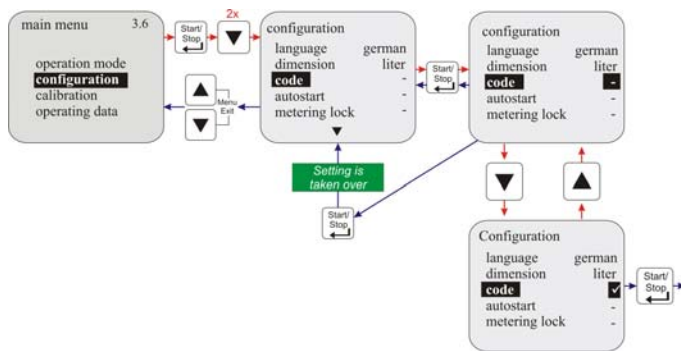 main menu 3.6
operation mode
configuration
calibration
operating data
Start/
Stop
2x
configuration
language german
dimension liter
code -
autostart -
metering lock -
Start/
Stop
configuration
language german
dimension liter
code -
autostart -
metering lock -
Menu
Exit
Setting is
taken over
Start/
Stop
Configuration
language german
dimension liter
code ✓
autostart -
metering lock -
Start/
Stop